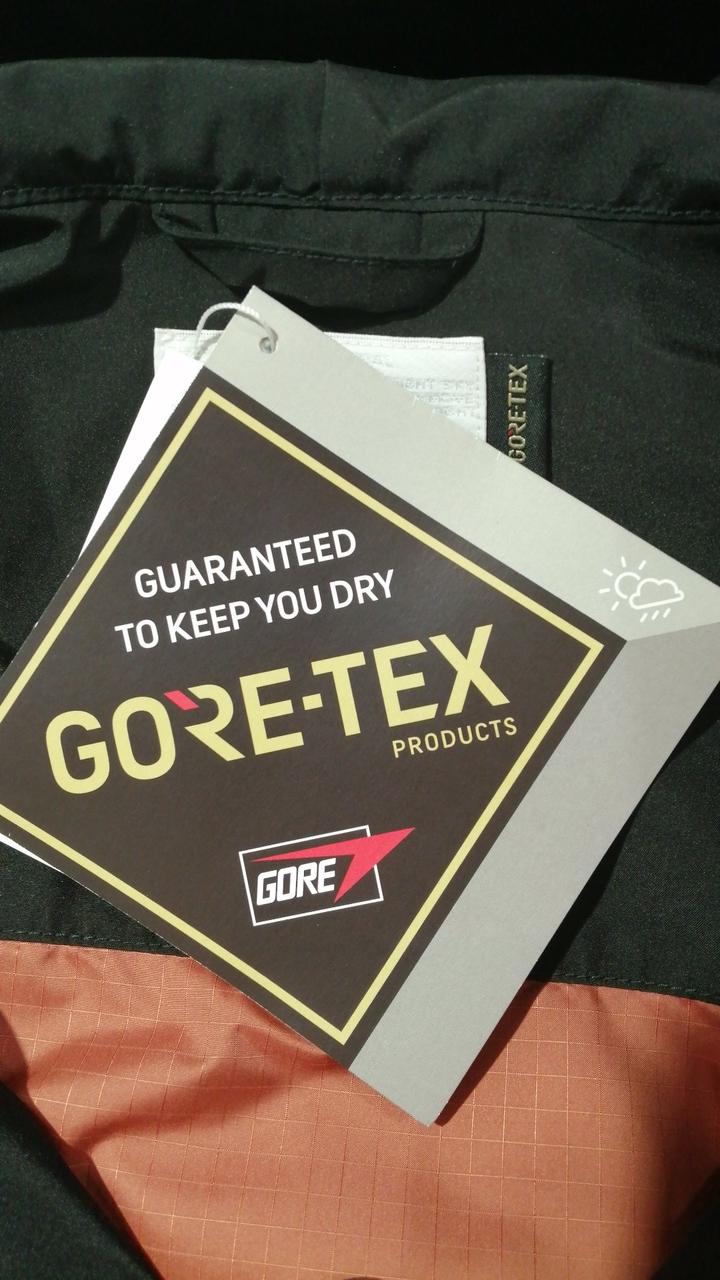 GORE-TEX
GUARANTEED
TO KEEP YOU DRY
GORE-TEX
PRODUCTS
GORE